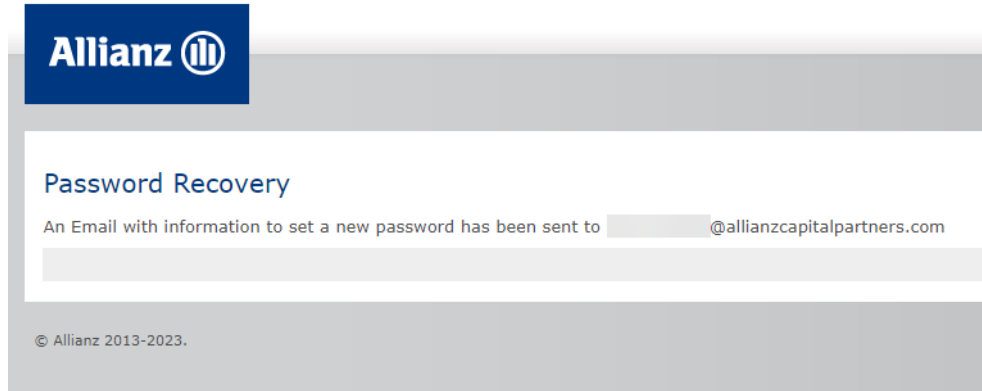 Allianz
Password Recovery
An Email with information to set a new password has been sent to @allianzcapitalpartners.com
© Allianz 2013-2023.